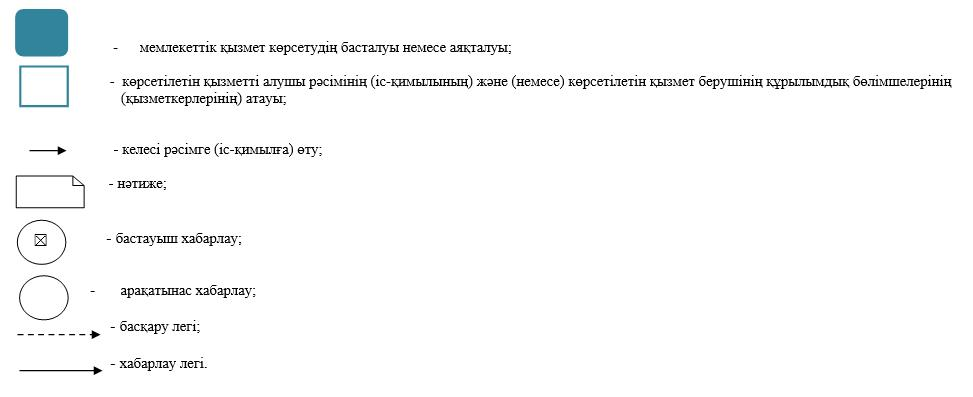 - мемлекеттік қызмет көрсетудің басталуы немесе аяқталуы;
- көрсетілетін қызметті алушы рәсімінің (іс-қимылының) және (немесе) көрсетілетін қызмет берушінің құрылымдық бөлімшелерінің
(қызметкерлерінің) атауы;
- келесі рәсімге (іс-қимылға) өту;
- нәтиже;
- бастауыш хабарлау;
- арақатынас хабарлау;
- басқару легі;
- хабарлау легі.